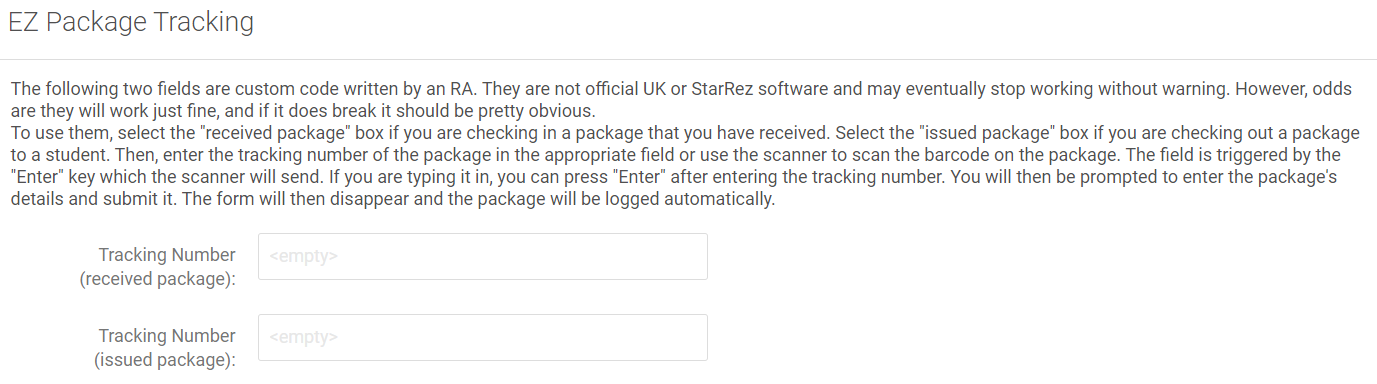 EZ Package Tracking
The following two fields are custom code written by an RA. They are not official UK or StarRez software and may eventually stop working without warning. However, odds
are they will work just fine, and if it does break it should be pretty obvious.
To use them, select the "received package" box if you are checking in a package that you have received. Select the "issued package" box if you are checking out a package
to a student. Then, enter the tracking number of the package in the appropriate field or use the scanner to scan the barcode on the package. The field is triggered by the
"Enter" key which the scanner will send. If you are typing it in, you can press "Enter" after entering the tracking number. You will then be prompted to enter the package's
details and submit it. The form will then disappear and the package will be logged automatically.
Tracking Number
(received package):
<empty>
Tracking Number
(issued package):
<empty>